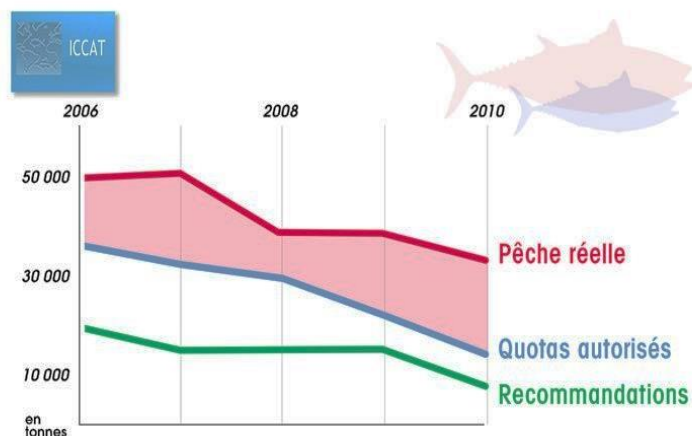 ICCAT
2006 2008 2010
50 000
Pêche réelle
30 000
Quotas autorisés
10 000
Recommandations
en
tonnes